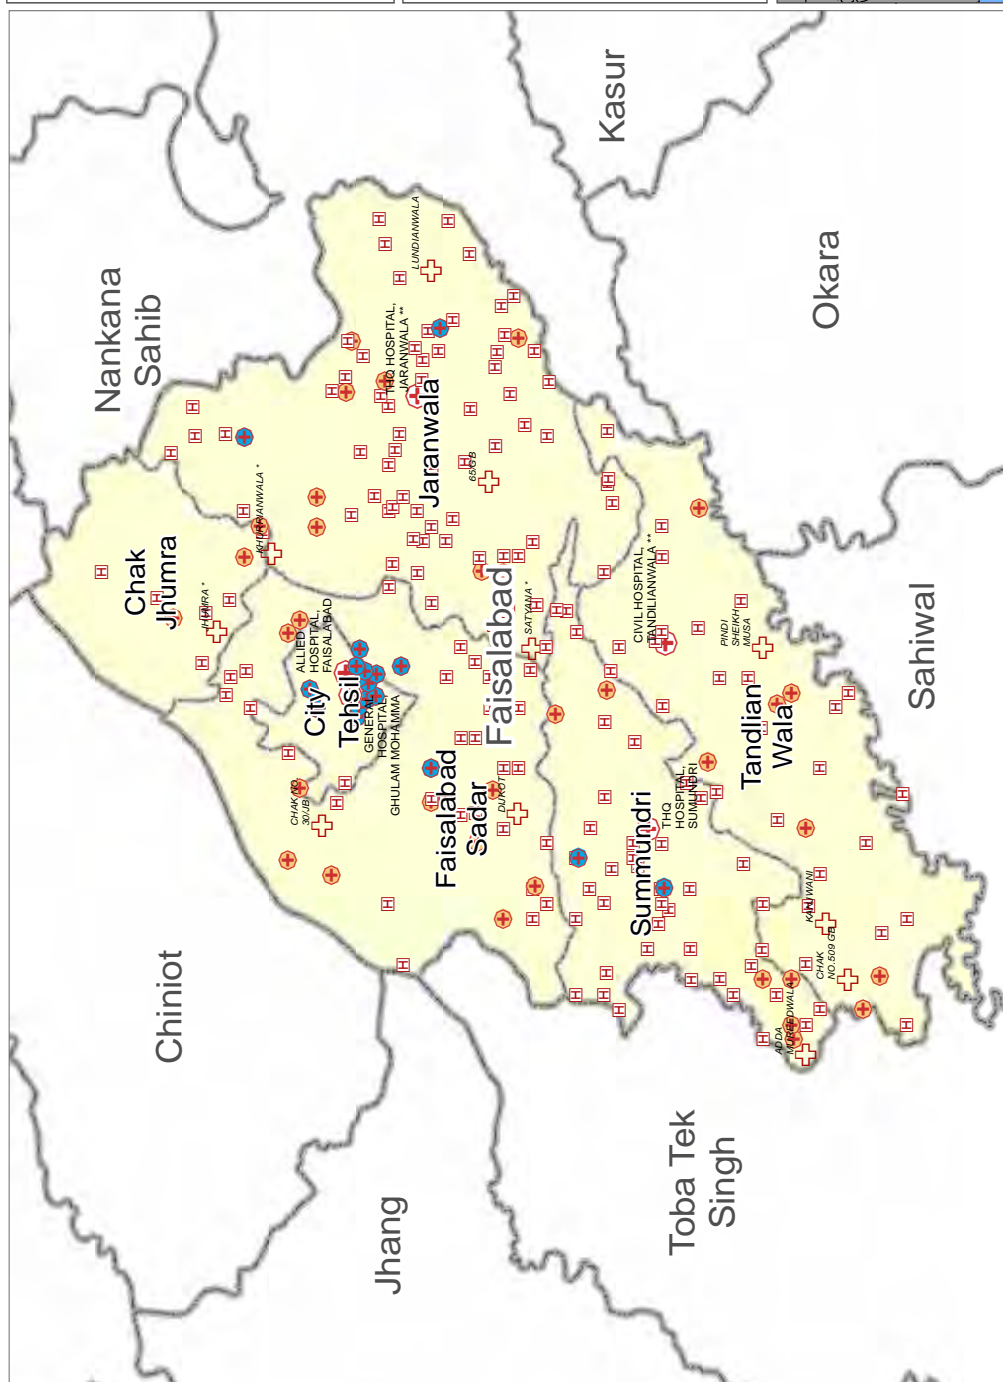 Kasur
Nankana
Sahib
Okara
LUNDIANWALA
THQ HOSPITAL,
JARANWALA **
Jaranwala
65/GB
KHURRIANWALA *
Chak
Jhumra
JHUMRA *
ALLIED
HOSPITAL,
FAISALABAD
City
Tehsil
GENERAL
HOSPITAL,
GHULAM MOHAMMA
Faisalabad
SATYANA *
CIVIL HOSPITAL,
TANDILIANWALA **
PINDI
SHEIKH
MUSA
Sahiwal
Tandlian
Wala
CHAK NO.
30/JB
Faisalabad
Sadar
DIJKOT *
THQ
HOSPITAL,
SUMUNDRI
Summundri
KANJWANI
CHAK
NO.509 GB
ADDA
MUREEDWALA
Chiniot
Jhang
Toba Tek
Singh